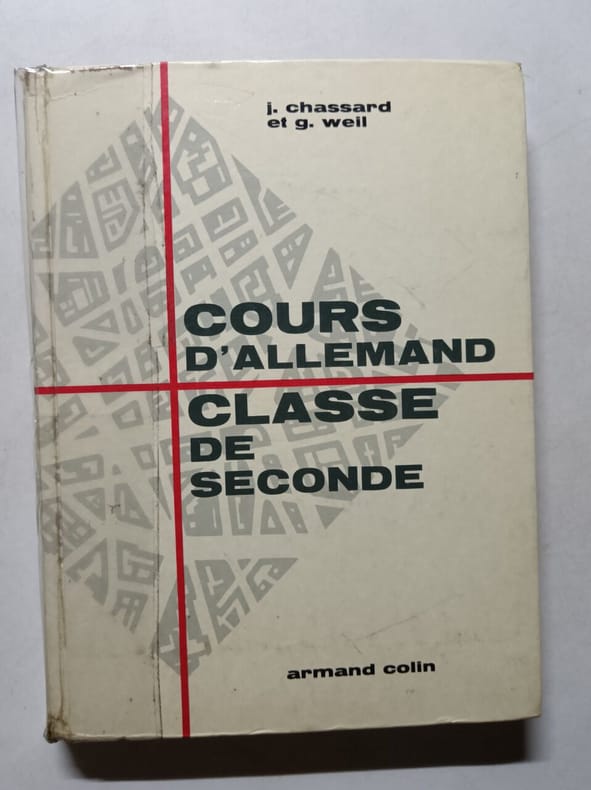 j. chassard
et g. weil
COURS
D'ALLEMAND
CLASSE
DE
SECONDE
armand colin